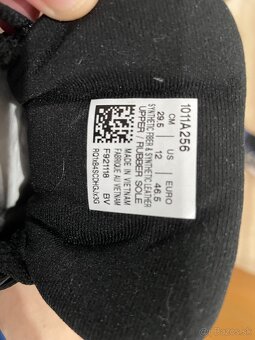 1011A256
CM US EURO
29.5 12 46.5
SYNTHETIC FIBER & SYNTHETIC LEATHER
UPPER / RUBBER SOLE
MADE IN VIETNAM
FABRIQUE AU VIETNAM
F921118 BV